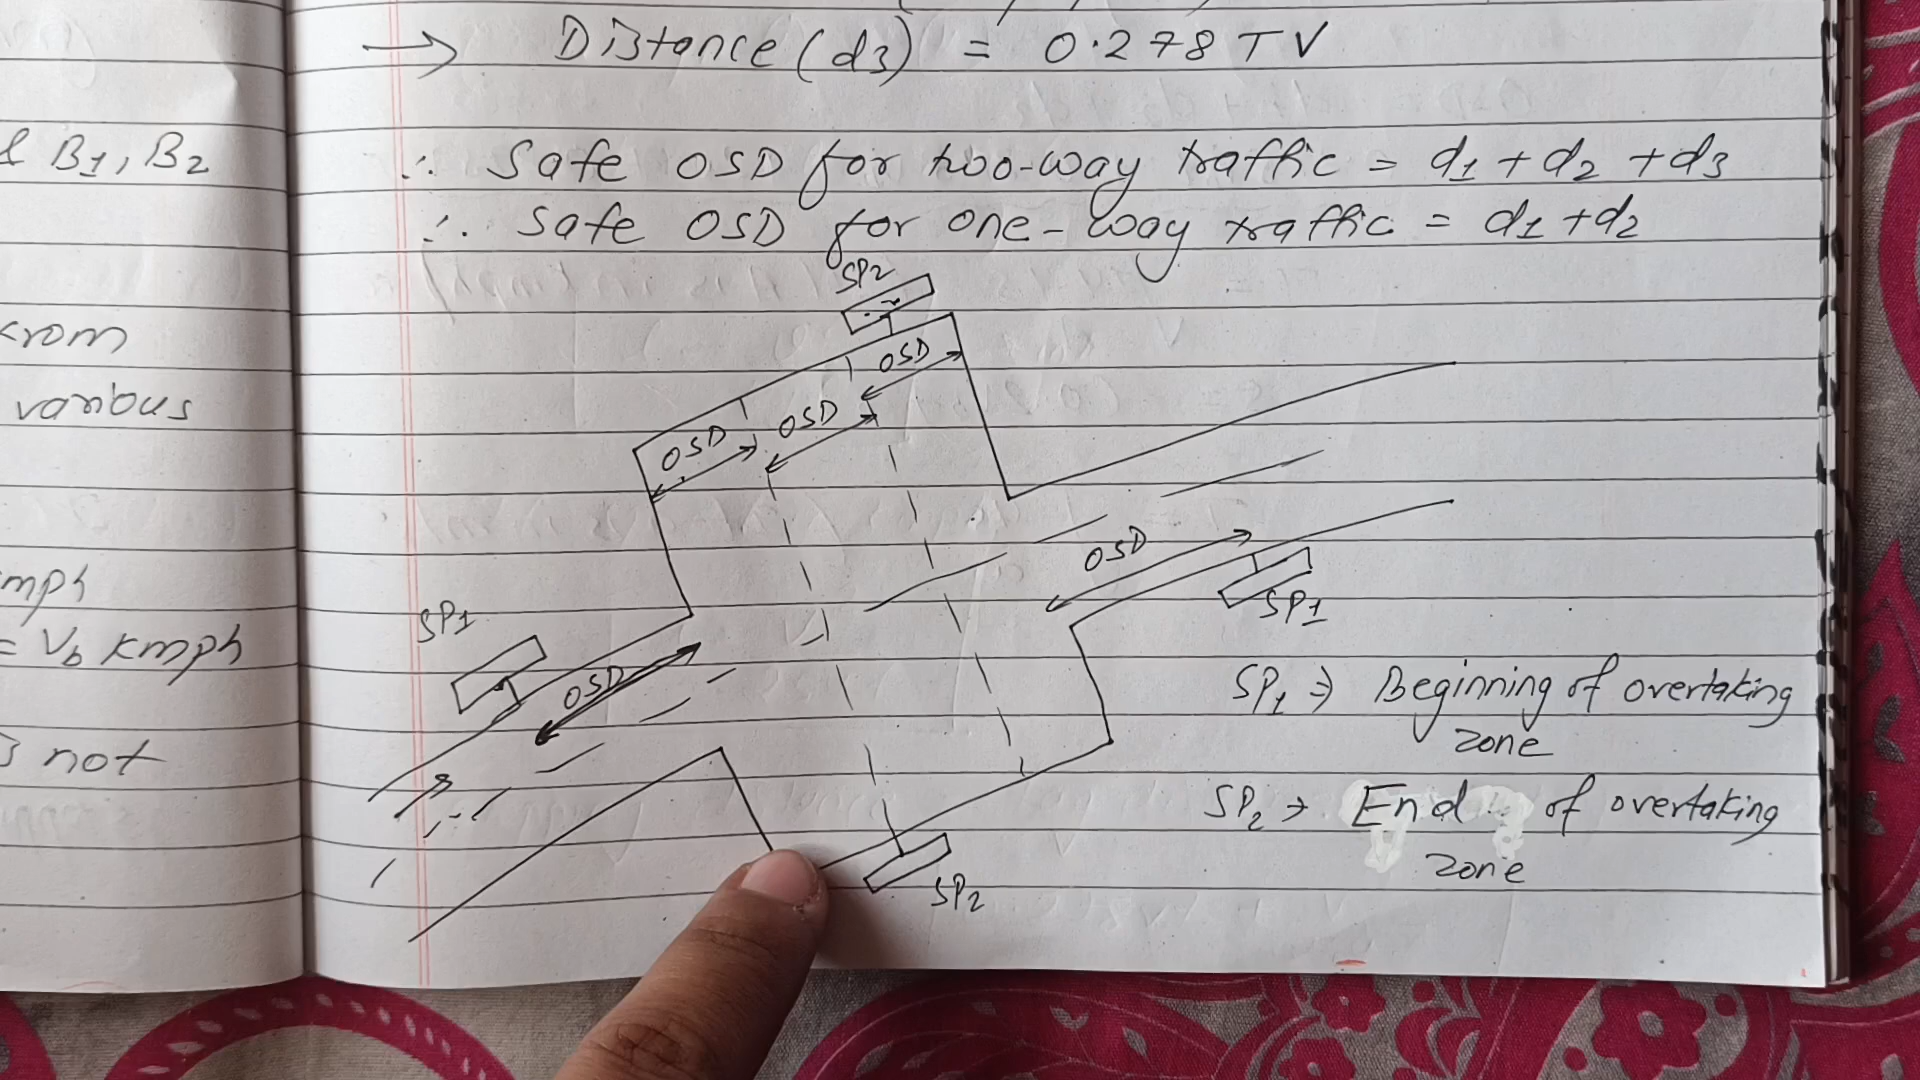 → Distance (d3) = 0.278 TV
& B1, B2
∴ Safe OSD for two-way traffic = d1 + d2 + d3
∴ Safe OSD for one-way traffic = d1 + d2
SP2
OSD
OSD
OSD
various
OSD
SP1
SP1
mph
= Vb kmph
OSD
SP1 ⇒ Beginning of overtaking
zone
not
SP2 → End of overtaking
zone
SP2